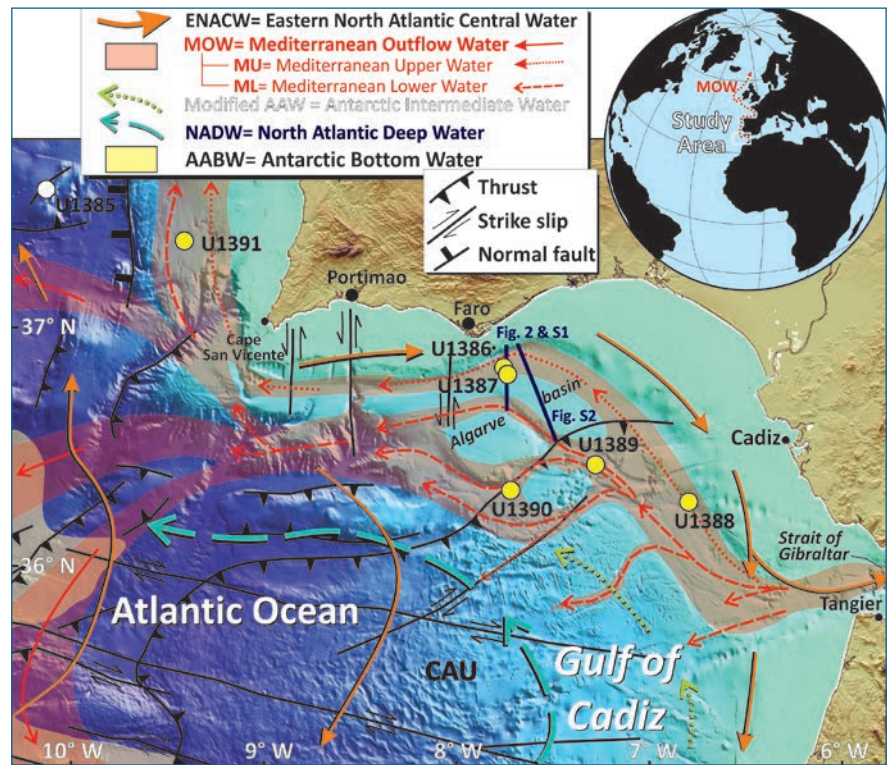 ENACW= Eastern North Atlantic Central Water
MOW= Mediterranean Outflow Water
MU= Mediterranean Upper Water
ML= Mediterranean Lower Water
Modified AAW = Antarctic Intermediate Water
NADW= North Atlantic Deep Water
AABW= Antarctic Bottom Water
MOW
Study
Area
Thrust
Strike slip
Normal fault
U1385
U1391
Portimao
Faro
37° N
Cape
San Vicente
Fig. 2 & S1
U1386
U1387
basin
Algarve
Fig. S2
Cadiz
U1389
U1390
U1388
Strait of
Gibraltar
36° N
Tangier
Atlantic Ocean
CAU
Gulf of
Cadiz
10° W
9° W
8° W
7° W
6° W